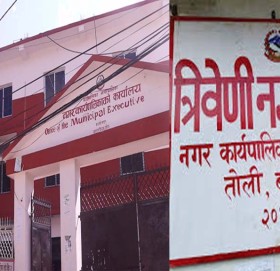 नगर कार्यपालिकाको कार्यालय
Office of the Municipal Executive
त्रिवेणी
नगर कार्यपालि
तोली,
२०